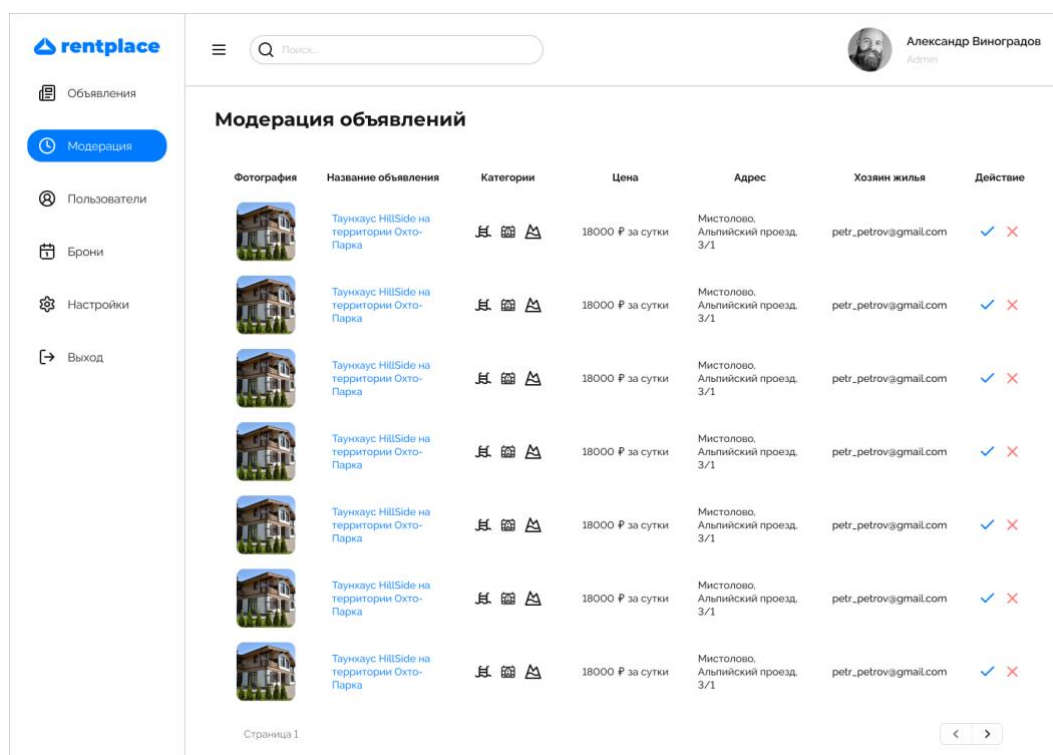 rentplace
Поиск..
Александр Виноградов
Admin
Объявления
Модерация
Пользователи
Брони
Настройки
Выход
Модерация объявлений
Фотография Название объявления Категории Цена Адрес Хозяин жилья Действие
Таунхаус HillSide на
территории Охто-
Парка
18000 ₽ за сутки
Мистолово,
Альпийский проезд,
3/1
petr_petrov@gmail.com
Таунхаус HillSide на
территории Охто-
Парка
18000 ₽ за сутки
Мистолово,
Альпийский проезд,
3/1
petr_petrov@gmail.com
Таунхаус HillSide на
территории Охто-
Парка
18000 ₽ за сутки
Мистолово,
Альпийский проезд,
3/1
petr_petrov@gmail.com
Таунхаус HillSide на
территории Охто-
Парка
18000 ₽ за сутки
Мистолово,
Альпийский проезд,
3/1
petr_petrov@gmail.com
Таунхаус HillSide на
территории Охто-
Парка
18000 ₽ за сутки
Мистолово,
Альпийский проезд,
3/1
petr_petrov@gmail.com
Таунхаус HillSide на
территории Охто-
Парка
18000 ₽ за сутки
Мистолово,
Альпийский проезд,
3/1
petr_petrov@gmail.com
Таунхаус HillSide на
территории Охто-
Парка
18000 ₽ за сутки
Мистолово,
Альпийский проезд,
3/1
petr_petrov@gmail.com
Страница 1